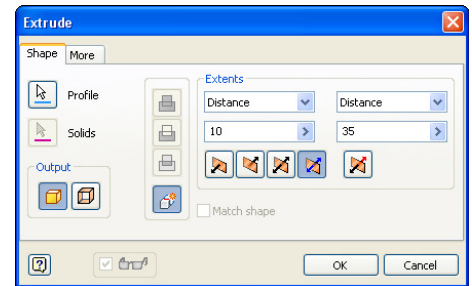 Extrude
Shape More
Extents
Profile
Distance Distance
Solids
10 35
Output
Match shape
OK Cancel